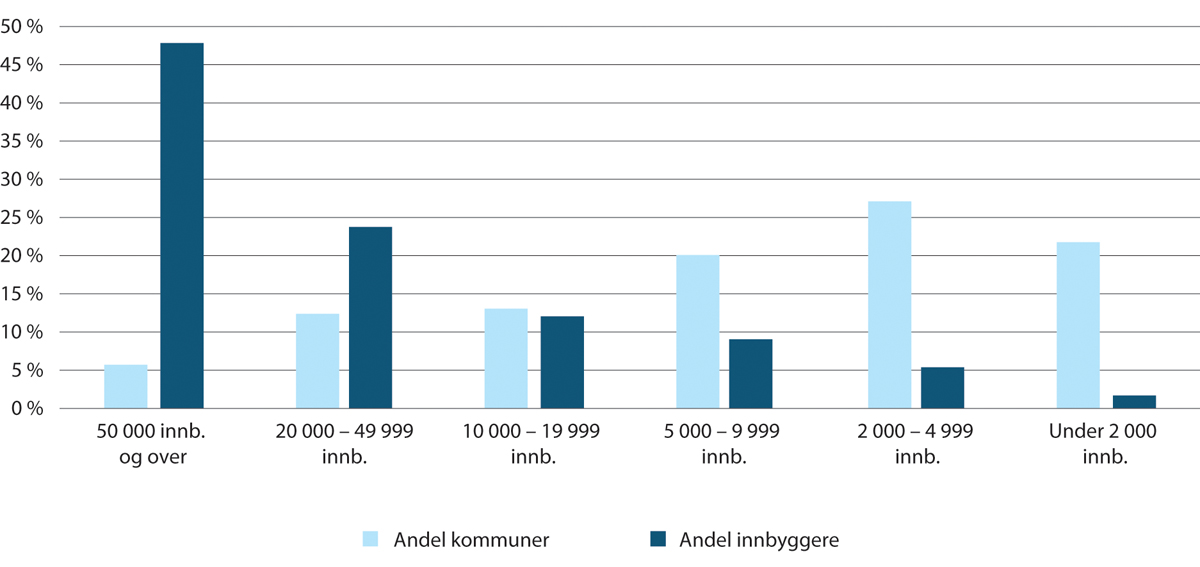 50 %
45 %
40 %
35 %
30 %
25 %
20 %
15 %
10 %
5 %
0 %
50 000 innb.
og over
20 000 – 49 999
innb.
10 000 – 19 999
innb.
5 000 – 9 999
innb.
2 000 – 4 999
innb.
Under 2 000
innb.
Andel kommuner
Andel innbyggere